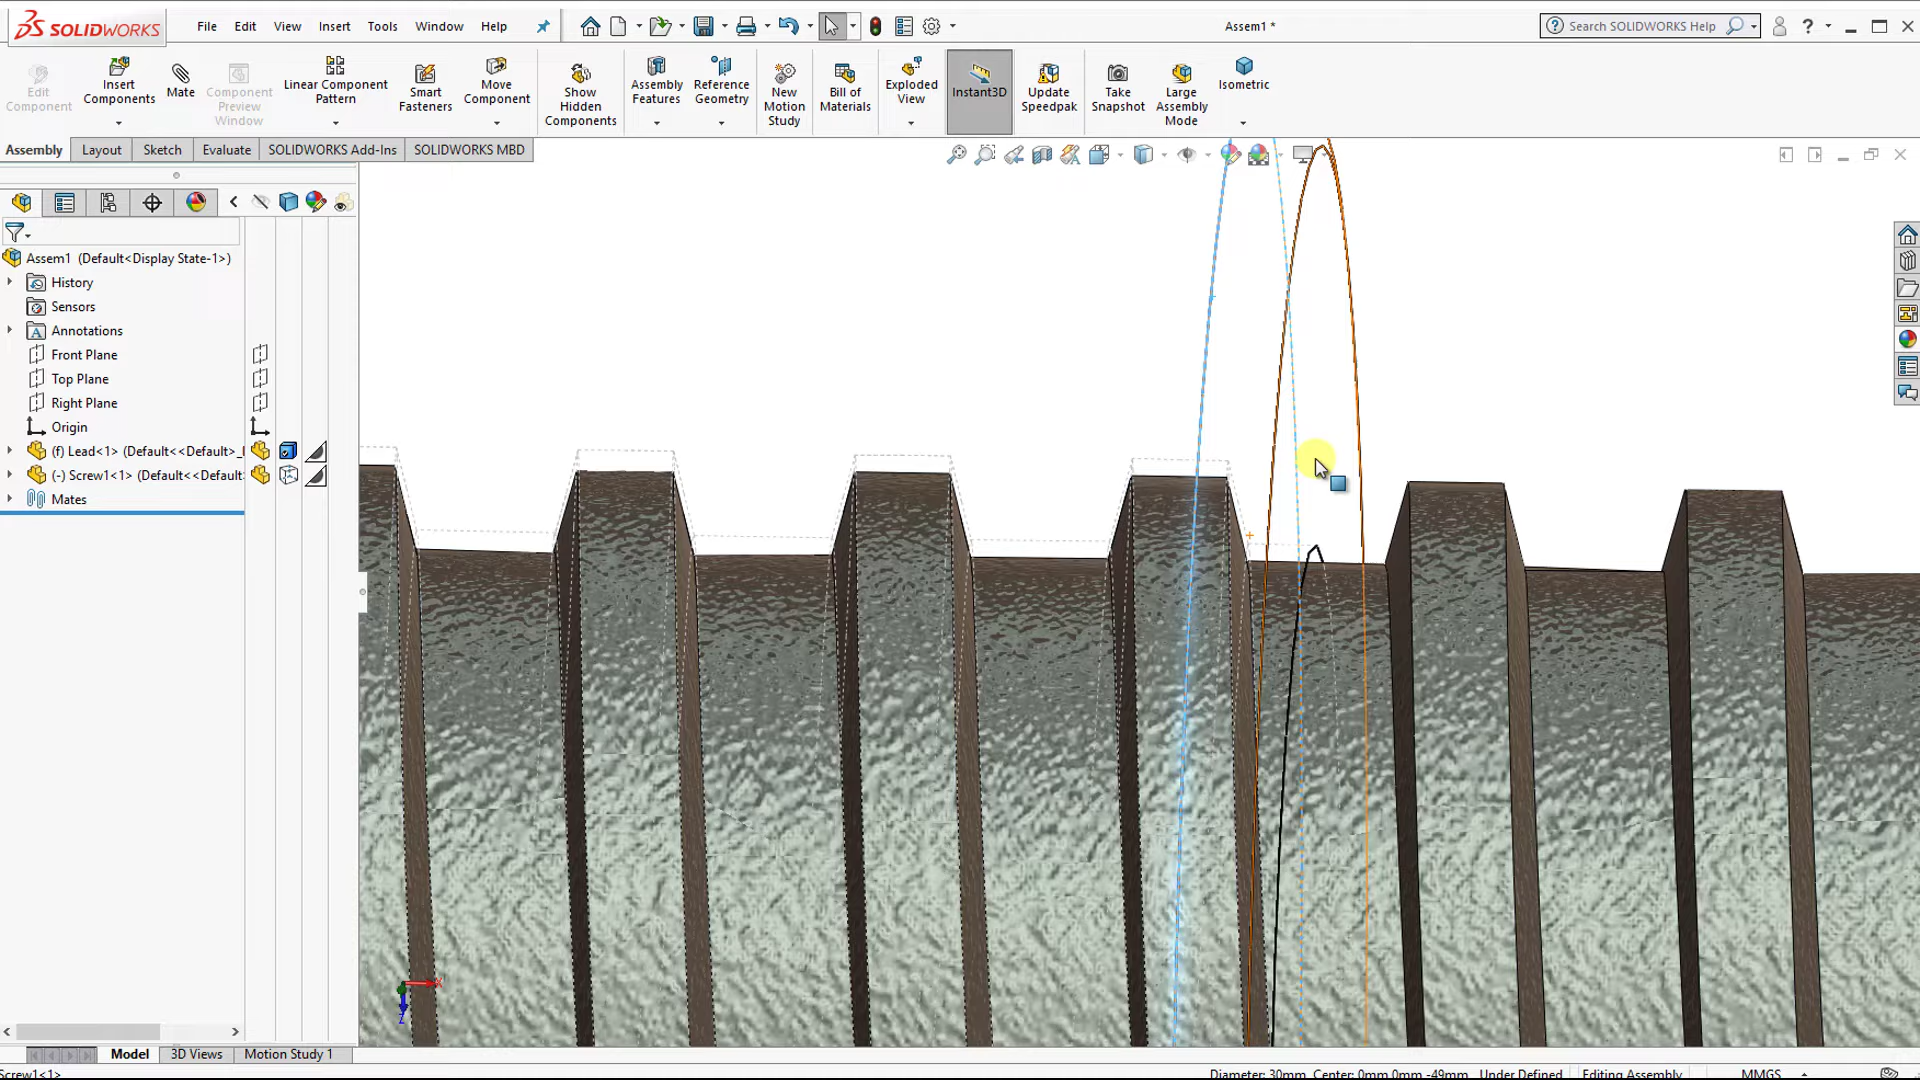 SOLIDWORKS
File Edit View Insert Tools Window Help
Assem1 *
Search SOLIDWORKS Help
Edit Component
Insert Components
Mate
Component Preview Window
Linear Component Pattern
Smart Fasteners
Move Component
Show Hidden Components
Assembly Features
Reference Geometry
New Motion Study
Bill of Materials
Exploded View
Instant3D
Update Speedpak
Take Snapshot
Large Assembly Mode
Isometric
Assembly Layout Sketch Evaluate SOLIDWORKS Add-Ins SOLIDWORKS MBD
Assem1 (Default<Display State-1>)
History
Sensors
Annotations
Front Plane
Top Plane
Right Plane
Origin
(f) Lead<1> (Default<<Default>_
(-) Screw1<1> (Default<<Default
Mates
X
Z
Model 3D Views Motion Study 1
Screw1<1> Diameter: 30mm Center: 0mm,0mm,-49mm Under Defined Editing Assembly MMGS